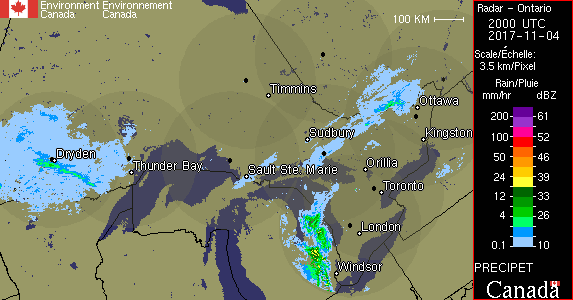 Environment Environnement
Canada Canada
100 KM
Timmins
Ottawa
Sudbury
Kingston
Dryden
Thunder Bay
Sault Ste. Marie
Orillia
Toronto
London
Windsor
Radar - Ontario
2000 UTC
2017-11-04
Scale/Échelle:
3.5 km/Pixel
Rain/Pluie
mm/hr dBZ
200 61
100 52
50 46
24 39
12 33
4 26
0.1 10
PRECIPET
Canada